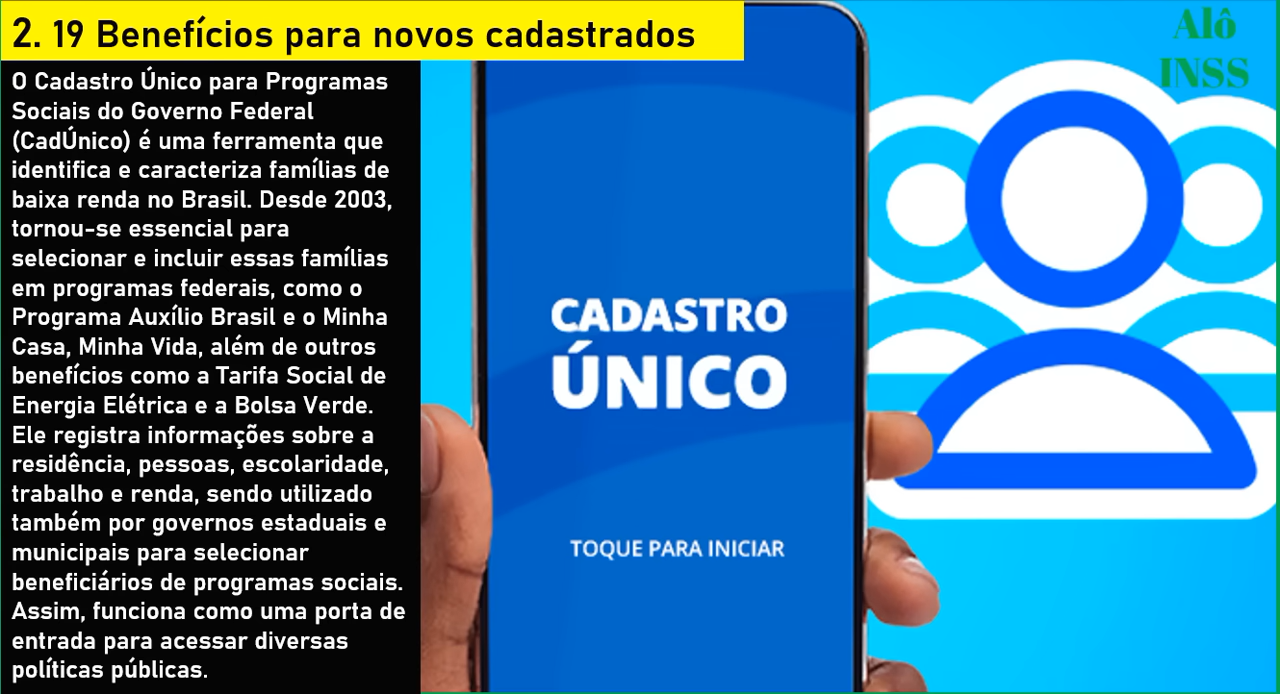 2. 19 Benefícios para novos cadastrados
Alô
INSS
O Cadastro Único para Programas
Sociais do Governo Federal
(CadÚnico) é uma ferramenta que
identifica e caracteriza famílias de
baixa renda no Brasil. Desde 2003,
tornou-se essencial para
selecionar e incluir essas famílias
em programas federais, como o
Programa Auxílio Brasil e o Minha
Casa, Minha Vida, além de outros
benefícios como a Tarifa Social de
Energia Elétrica e a Bolsa Verde.
Ele registra informações sobre a
residência, pessoas, escolaridade,
trabalho e renda, sendo utilizado
também por governos estaduais e
municipais para selecionar
beneficiários de programas sociais.
Assim, funciona como uma porta de
entrada para acessar diversas
políticas públicas.
CADASTRO
ÚNICO
TOQUE PARA INICIAR